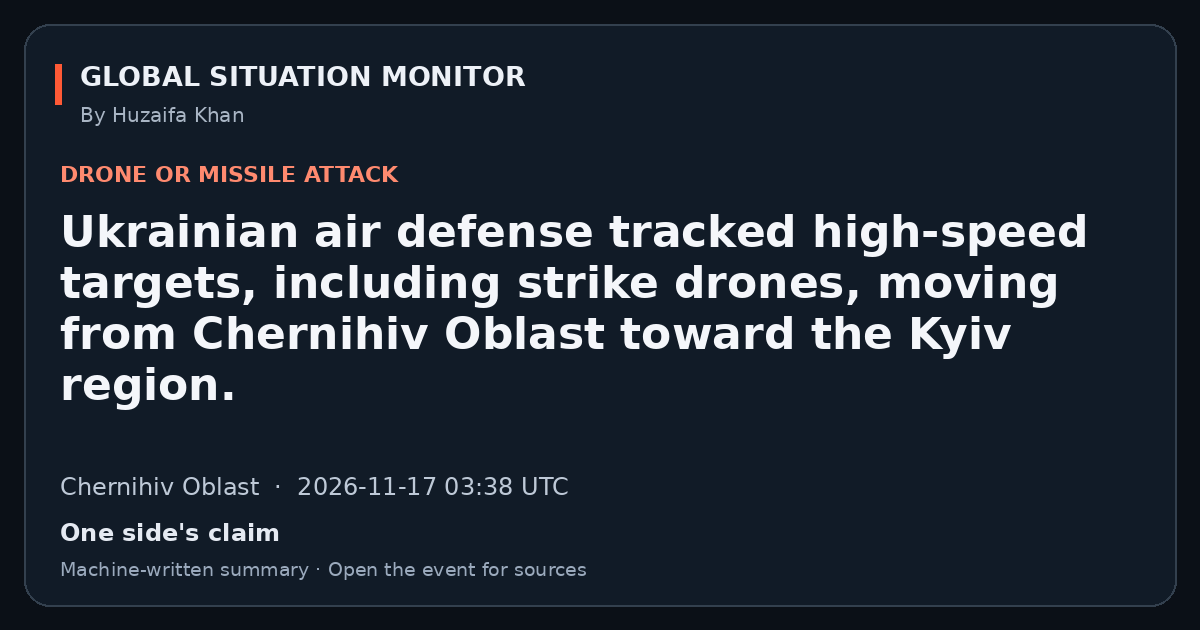 GLOBAL SITUATION MONITOR
By Huzaifa Khan
DRONE OR MISSILE ATTACK
Ukrainian air defense tracked high-speed
targets, including strike drones, moving
from Chernihiv Oblast toward the Kyiv
region.
Chernihiv Oblast · 2026-11-17 03:38 UTC
One side's claim
Machine-written summary · Open the event for sources